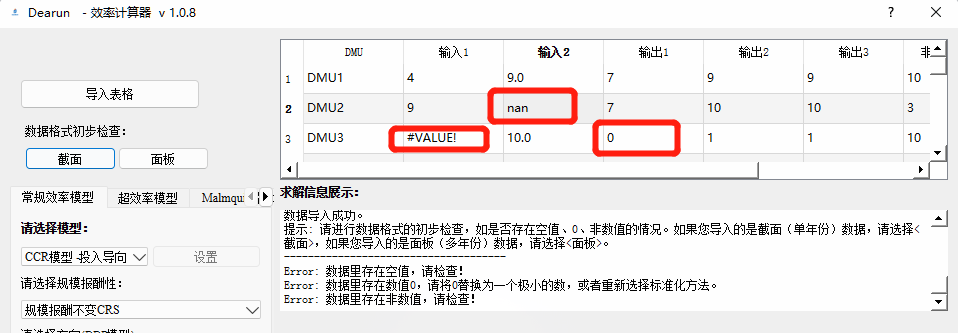 Dearun - 效率计算器 v 1.0.8
导入表格
数据格式初步检查：
截面 面板
常规效率模型 超效率模型 Malmqu
请选择模型：
CCR模型-投入导向 设置
请选择规模报酬性：
规模报酬不变CRS
DMU 输入1 输入2 输出1 输出2 输出3 非
1 DMU1 4 9.0 7 9 9 10
2 DMU2 9 nan 7 10 10 3
3 DMU3 #VALUE! 10.0 0 1 1 10
求解信息展示：
数据导入成功。
提示：请进行数据格式的初步检查，如是否存在空值、0、非数值的情况。如果您导入的是截面（单年份）数据，请选择<
截面>，如果您导入的是面板（多年份）数据，请选择<面板>。
------------------------------------
Error：数据里存在空值，请检查！
Error：数据里存在数值0，请将0替换为一个极小的数，或者重新选择标准化方法。
Error：数据里存在非数值，请检查！